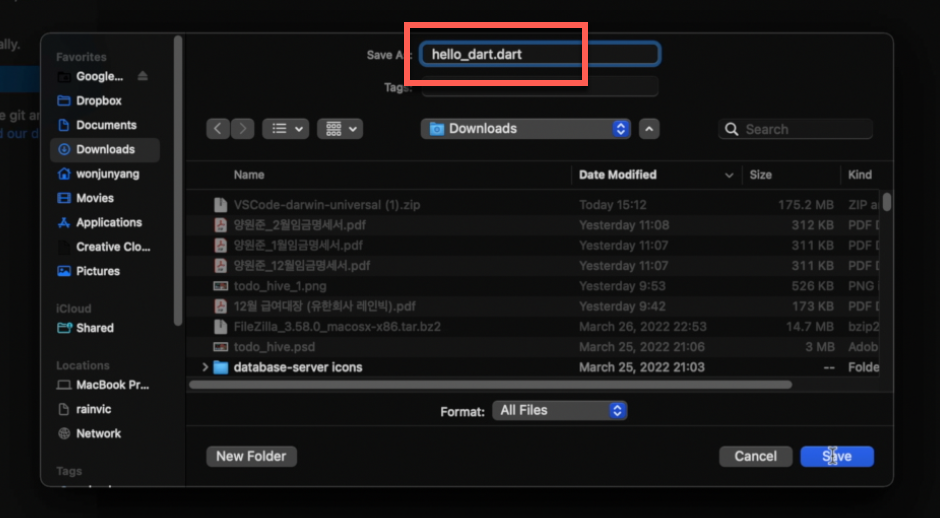 ally.
e git ar
d our d
Save As:
hello_dart.dart
Tags:
Favorites
Google...
Dropbox
Documents
Downloads
wonjunyang
Movies
Applications
Creative Clo...
Pictures
iCloud
Shared
Locations
MacBook Pr...
rainvic
Network
Tags
Downloads
Search
Name Date Modified Size Kind
VSCode-darwin-universal (1).zip Today 15:12 175.2 MB ZIP a
양원준_2월임금명세서.pdf Yesterday 11:08 312 KB PDF D
양원준_1월임금명세서.pdf Yesterday 11:07 311 KB PDF D
양원준_12월임금명세서.pdf Yesterday 11:07 311 KB PDF D
todo_hive_1.png Yesterday 9:53 526 KB PNG i
12월 급여대장 (유한회사 레인빅).pdf Yesterday 9:42 173 KB PDF D
FileZilla_3.58.0_macosx-x86.tar.bz2 March 26, 2022 22:53 14.7 MB bzip2
todo_hive.psd March 25, 2022 21:06 3 MB Adob
database-server icons March 25, 2022 21:03 -- Folde
Format: All Files
New Folder
Cancel
Save